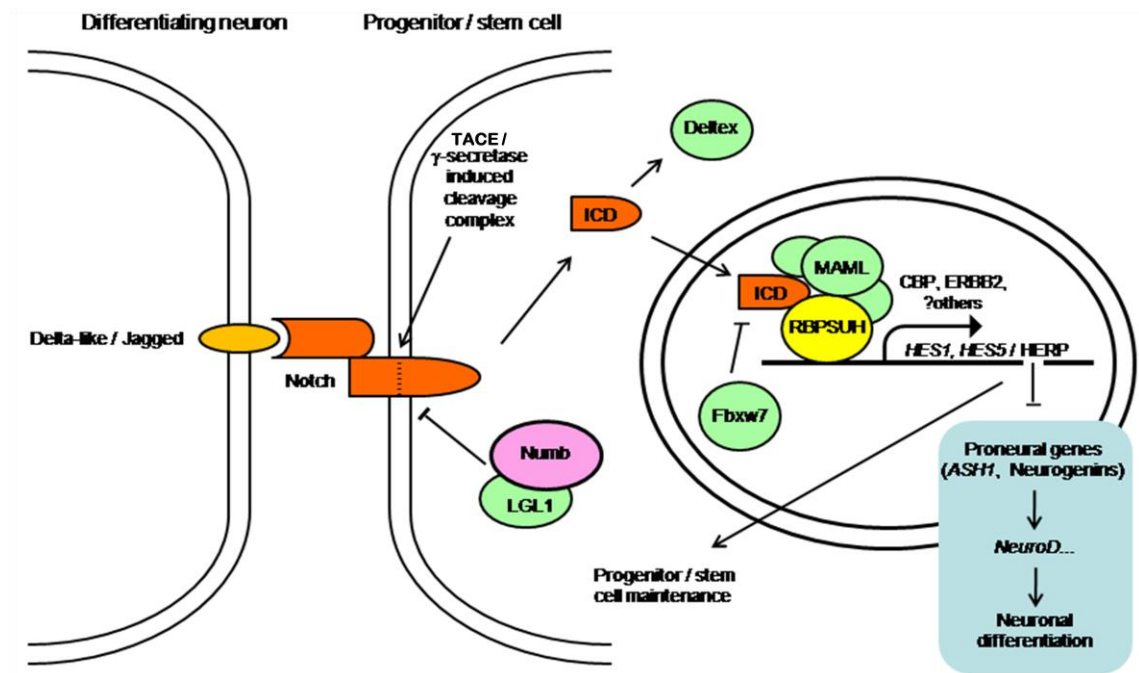 Differentiating neuron
Progenitor / stem cell
TACE /
γ-secretase
induced
cleavage
complex
Deltex
ICD
MAML
ICD
CBP, ERBB2,
?others
RBPSUH
Delta-like / Jagged
HES1, HES5 / HERP
Notch
Fbxw7
Numb
LGL1
Proneural genes
(ASH1, Neurogenins)
NeuroD...
Progenitor / stem
cell maintenance
Neuronal
differentiation